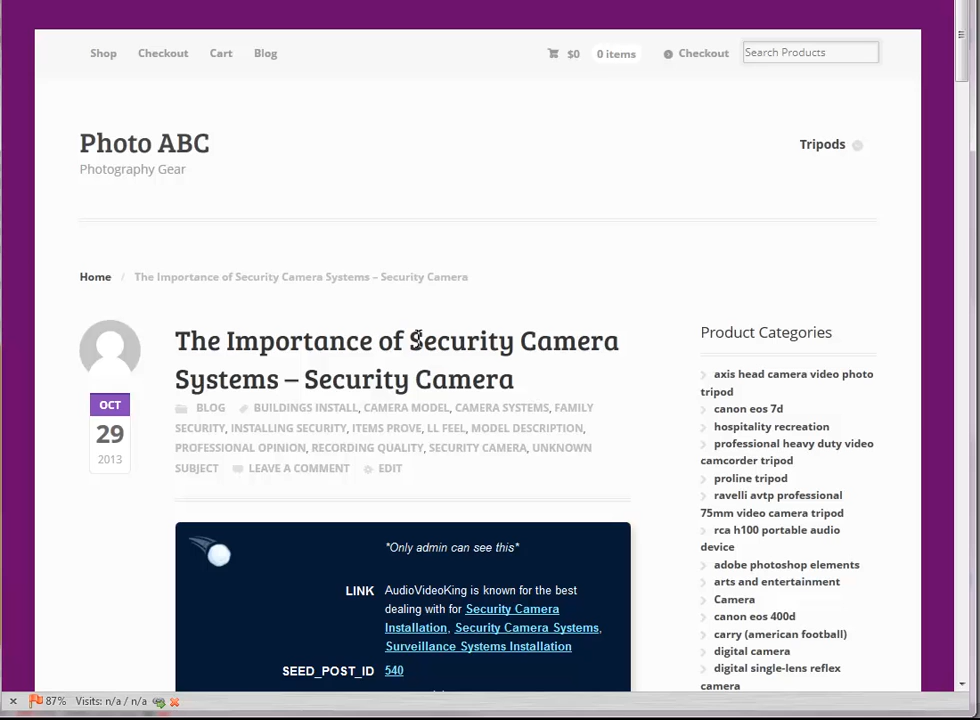 Shop Checkout Cart Blog $0 0 items Checkout Search Products
Photo ABC
Photography Gear
Tripods
Home / The Importance of Security Camera Systems – Security Camera
The Importance of Security Camera
Systems – Security Camera
OCT
29
2013
BLOG BUILDINGS INSTALL, CAMERA MODEL, CAMERA SYSTEMS, FAMILY
SECURITY, INSTALLING SECURITY, ITEMS PROVE, LL FEEL, MODEL DESCRIPTION,
PROFESSIONAL OPINION, RECORDING QUALITY, SECURITY CAMERA, UNKNOWN
SUBJECT LEAVE A COMMENT EDIT
*Only admin can see this*
LINK AudioVideoKing is known for the best
dealing with for Security Camera
Installation, Security Camera Systems,
Surveillance Systems Installation
SEED_POST_ID 540
Product Categories
axis head camera video photo
tripod
canon eos 7d
hospitality recreation
professional heavy duty video
camcorder tripod
proline tripod
ravelli avtp professional
75mm video camera tripod
rca h100 portable audio
device
adobe photoshop elements
arts and entertainment
Camera
canon eos 400d
carry (american football)
digital camera
digital single-lens reflex
camera
87% Visits: n/a / n/a